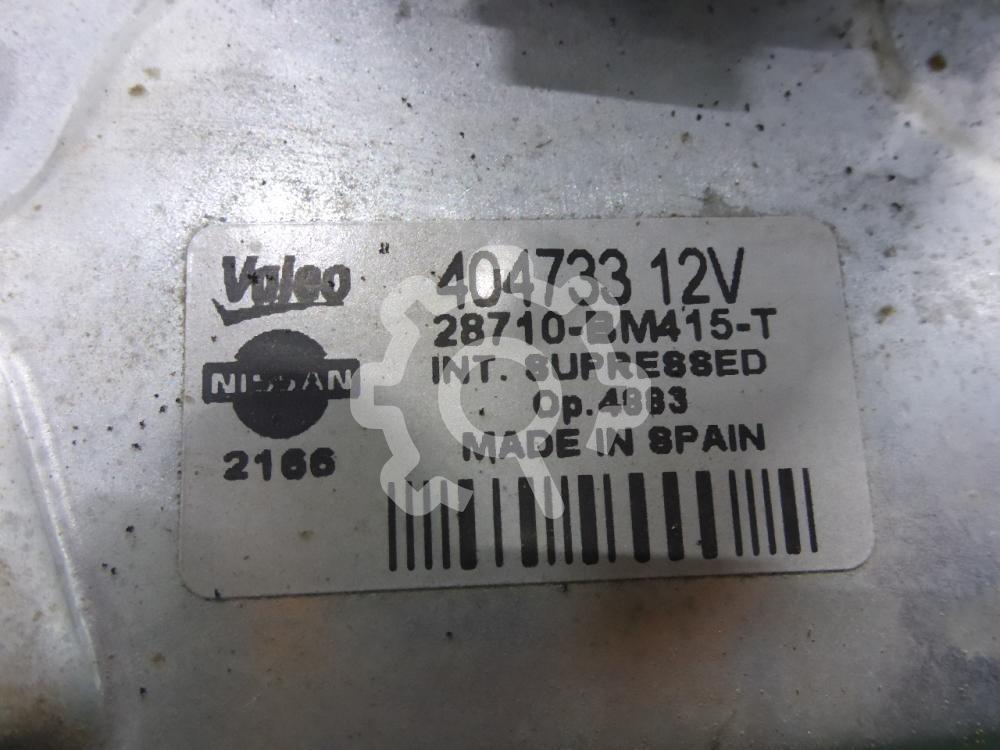 Valeo
404733 12V
28710-BM415-T
NISSAN
INT. SUPRESSED
Op.4883
2166
MADE IN SPAIN